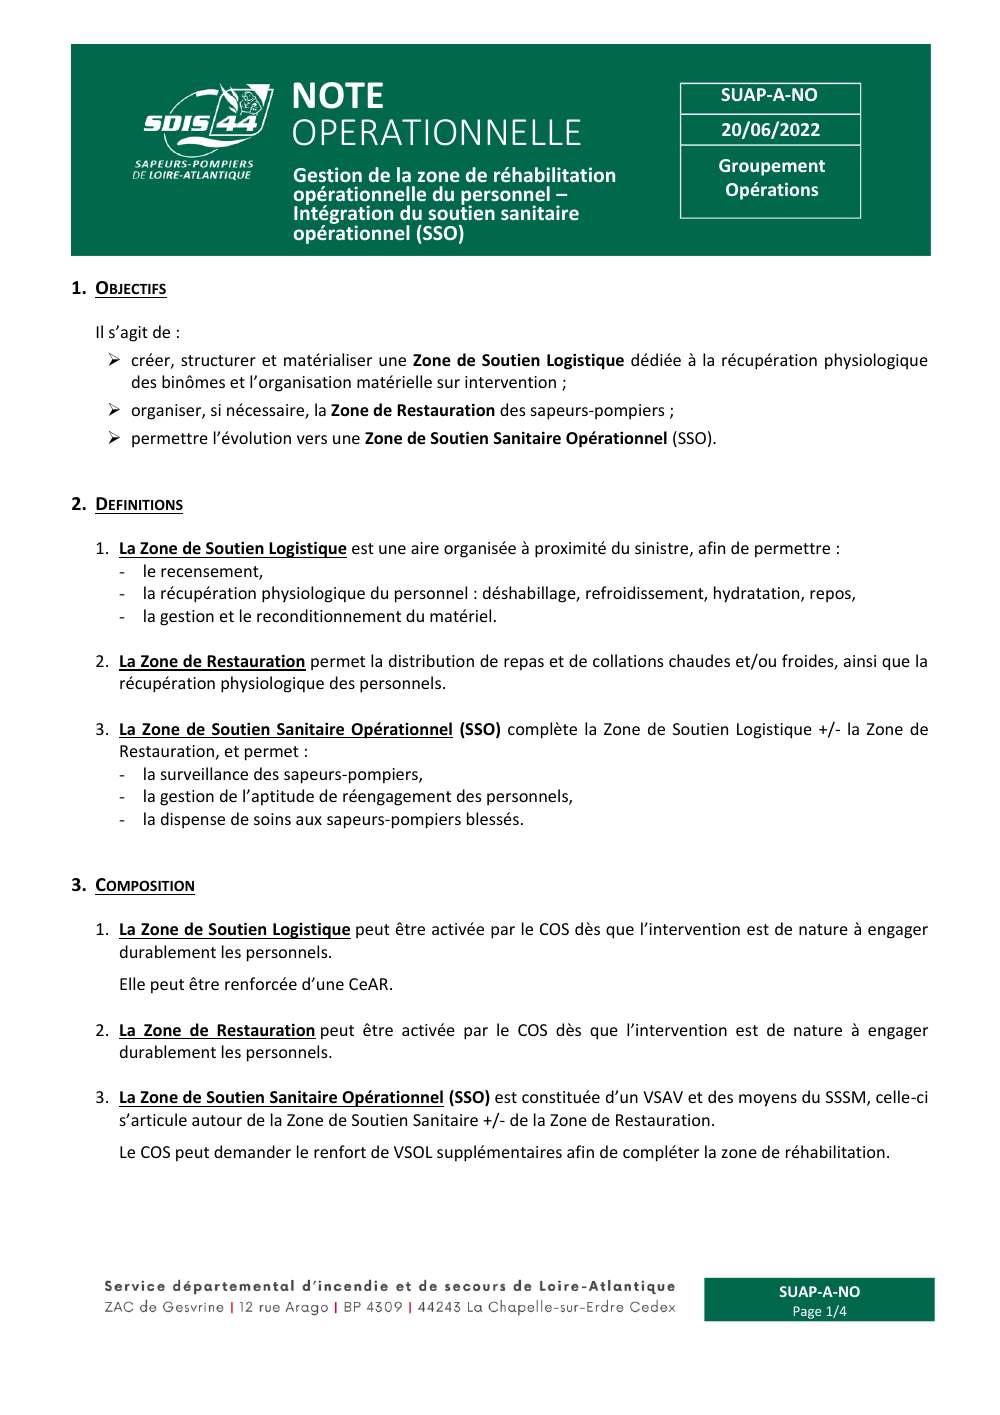 SDIS 44
SAPEURS-POMPIERS
DE LOIRE-ATLANTIQUE
NOTE
OPERATIONNELLE
Gestion de la zone de réhabilitation
opérationnelle du personnel –
Intégration du soutien sanitaire
opérationnel (SSO)
SUAP-A-NO
20/06/2022
Groupement
Opérations
1. OBJECTIFS
Il s’agit de :
➢ créer, structurer et matérialiser une Zone de Soutien Logistique dédiée à la récupération physiologique
des binômes et l’organisation matérielle sur intervention ;
➢ organiser, si nécessaire, la Zone de Restauration des sapeurs-pompiers ;
➢ permettre l’évolution vers une Zone de Soutien Sanitaire Opérationnel (SSO).
2. DEFINITIONS
1. La Zone de Soutien Logistique est une aire organisée à proximité du sinistre, afin de permettre :
- le recensement,
- la récupération physiologique du personnel : déshabillage, refroidissement, hydratation, repos,
- la gestion et le reconditionnement du matériel.
2. La Zone de Restauration permet la distribution de repas et de collations chaudes et/ou froides, ainsi que la
récupération physiologique des personnels.
3. La Zone de Soutien Sanitaire Opérationnel (SSO) complète la Zone de Soutien Logistique +/- la Zone de
Restauration, et permet :
- la surveillance des sapeurs-pompiers,
- la gestion de l’aptitude de réengagement des personnels,
- la dispense de soins aux sapeurs-pompiers blessés.
3. COMPOSITION
1. La Zone de Soutien Logistique peut être activée par le COS dès que l’intervention est de nature à engager
durablement les personnels.
Elle peut être renforcée d’une CeAR.
2. La Zone de Restauration peut être activée par le COS dès que l’intervention est de nature à engager
durablement les personnels.
3. La Zone de Soutien Sanitaire Opérationnel (SSO) est constituée d’un VSAV et des moyens du SSSM, celle-ci
s’articule autour de la Zone de Soutien Sanitaire +/- de la Zone de Restauration.
Le COS peut demander le renfort de VSOL supplémentaires afin de compléter la zone de réhabilitation.
Service départemental d’incendie et de secours de Loire-Atlantique
ZAC de Gesvrine | 12 rue Arago | BP 4309 | 44243 La Chapelle-sur-Erdre Cedex
SUAP-A-NO
Page 1/4